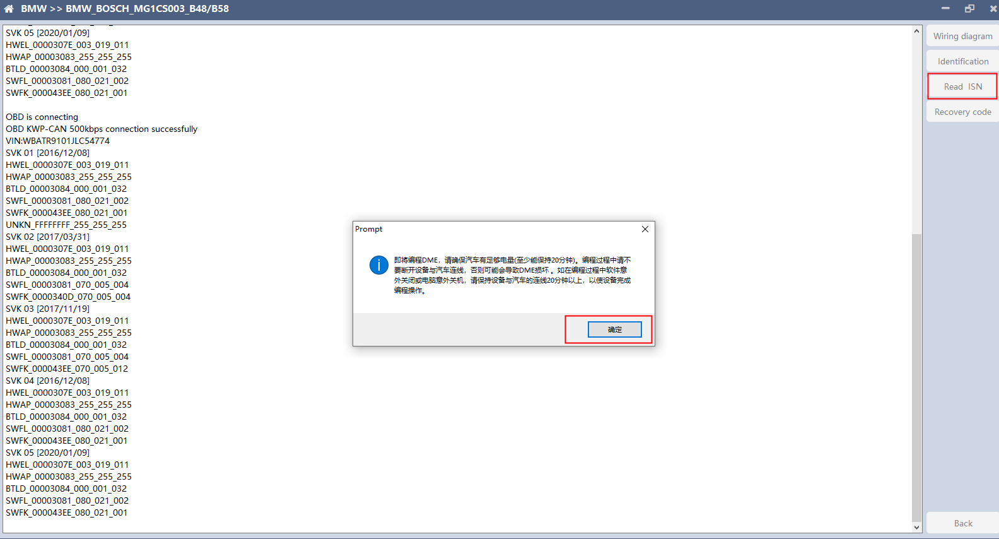 BMW >> BMW_BOSCH_MG1CS003_B48/B58
SVK 05 [2020/01/09]
HWEL_0000307E_003_019_011
HWAP_00003083_255_255_255
BTLD_00003084_000_001_032
SWFL_00003081_080_021_002
SWFK_000043EE_080_021_001
OBD is connecting
OBD KWP-CAN 500kbps connection successfully
VIN:WBATR9101JLC54774
SVK 01 [2016/12/08]
HWEL_0000307E_003_019_011
HWAP_00003083_255_255_255
BTLD_00003084_000_001_032
SWFL_00003081_080_021_002
SWFK_000043EE_080_021_001
UNKN_FFFFFFFF_255_255_255
SVK 02 [2017/03/31]
HWEL_0000307E_003_019_011
HWAP_00003083_255_255_255
BTLD_00003084_000_001_032
SWFL_00003081_070_005_004
SWFK_0000340D_070_005_004
SVK 03 [2017/11/19]
HWEL_0000307E_003_019_011
HWAP_00003083_255_255_255
BTLD_00003084_000_001_032
SWFL_00003081_070_005_004
SWFK_000043EE_070_005_012
SVK 04 [2016/12/08]
HWEL_0000307E_003_019_011
HWAP_00003083_255_255_255
BTLD_00003084_000_001_032
SWFL_00003081_080_021_002
SWFK_000043EE_080_021_001
SVK 05 [2020/01/09]
HWEL_0000307E_003_019_011
HWAP_00003083_255_255_255
BTLD_00003084_000_001_032
SWFL_00003081_080_021_002
SWFK_000043EE_080_021_001
Prompt
即将编程DME，请确保汽车有足够电量(至少能保持20分钟)。编程过程中请不
要断开设备与汽车连线，否则可能会导致DME损坏 。如在编程过程中软件意
外关闭或电脑意外关机，请保持设备与汽车的连线20分钟以上，以使设备完成
编程操作。
确定
Wiring diagram
Identification
Read ISN
Recovery code
Back